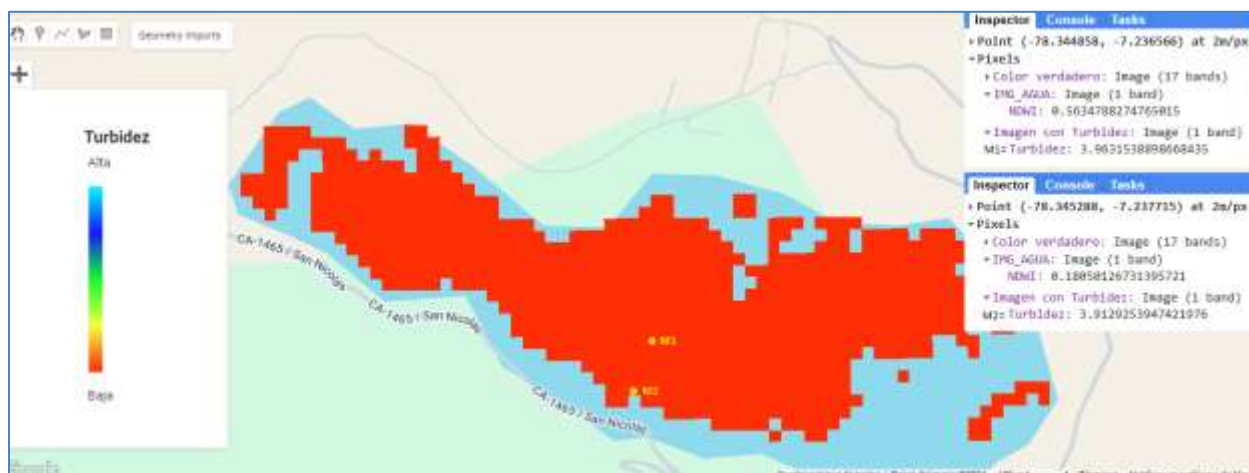 Geometry Imports
Turbidez
Alta
Baja
CA-1465 / San Nicolás
CA-1465 / San Nicolás
CA-1465 / San Nicolás
M1
M2
Inspector Console Tasks
Point (-78.344858, -7.236566) at 2m/px
Pixels
Color verdadero: Image (17 bands)
IMG_AGUA: Image (1 band)
NDWI: 0.5634788274765015
Imagen con Turbidez: Image (1 band)
M1= Turbidez: 3.9631538898668435
Inspector Console Tasks
Point (-78.345288, -7.237715) at 2m/px
Pixels
Color verdadero: Image (17 bands)
IMG_AGUA: Image (1 band)
NDWI: 0.18050126731395721
Imagen con Turbidez: Image (1 band)
M2= Turbidez: 3.9129253947421976